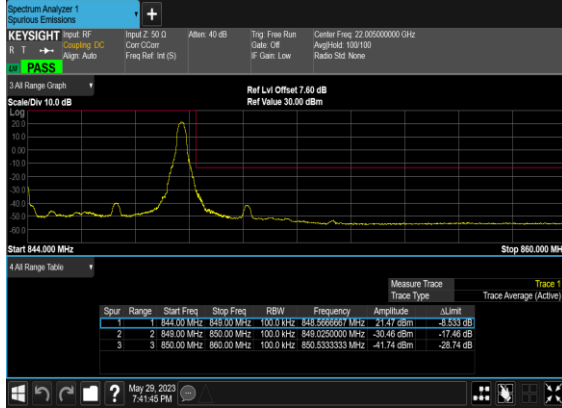 Spectrum Analyzer 1
Spurious Emissions
+
KEYSIGHT Input: RF Input Z: 50 Ω Atten: 40 dB Trig: Free Run Center Freq: 22.005000000 GHz
R T Coupling: DC Corr CCorr Gate: Off Avg|Hold: 100/100
Align: Auto Freq Ref: Int (S) IF Gain: Low Radio Std: None
PASS
3 All Range Graph
Ref Lvl Offset 7.60 dB
Scale/Div 10.0 dB Ref Value 30.00 dBm
Log
20.0
10.0
0.00
-10.0
-20.0
-30.0
-40.0
-50.0
-60.0
Start 844.000 MHz Stop 860.000 MH
4 All Range Table
Measure Trace Trace 1
Trace Type Trace Average (Active)
Spur Range Start Freq Stop Freq RBW Frequency Amplitude ΔLimit
1 1 844.00 MHz 849.00 MHz 100.0 kHz 848.5666667 MHz 21.47 dBm -8.533 dB
2 2 849.00 MHz 850.00 MHz 100.0 kHz 849.0250000 MHz -30.46 dBm -17.46 dB
3 3 850.00 MHz 860.00 MHz 100.0 kHz 850.5333333 MHz -41.74 dBm -28.74 dB
? May 29, 2023
7:41:45 PM